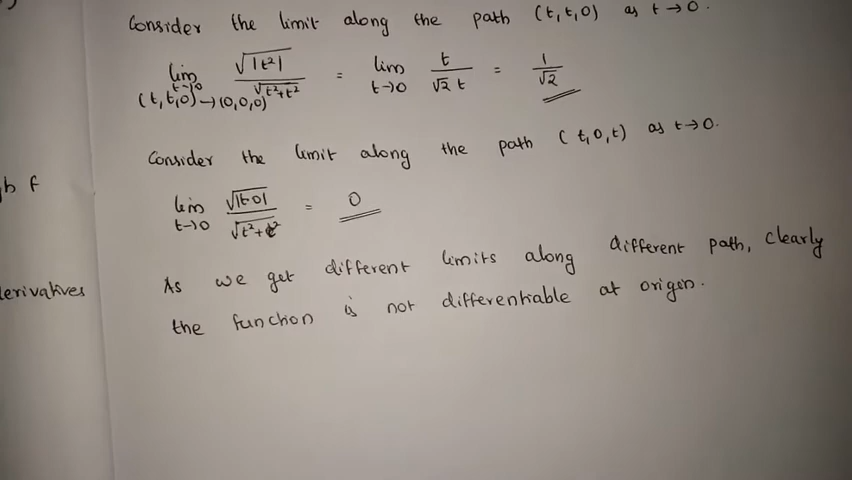 Consider the limit along the path (t, t, 0) as t → 0.
lim t→0 (t, t, 0) → (0, 0, 0) √|t²| / √t²+t² = lim t→0 t / √2 t = 1 / √2
Consider the limit along the path (t, 0, t) as t → 0.
lim t→0 √|t·0| / √t²+t² = 0
As we get different limits along different path, clearly
the function is not differentiable at origin.
f
derivatives